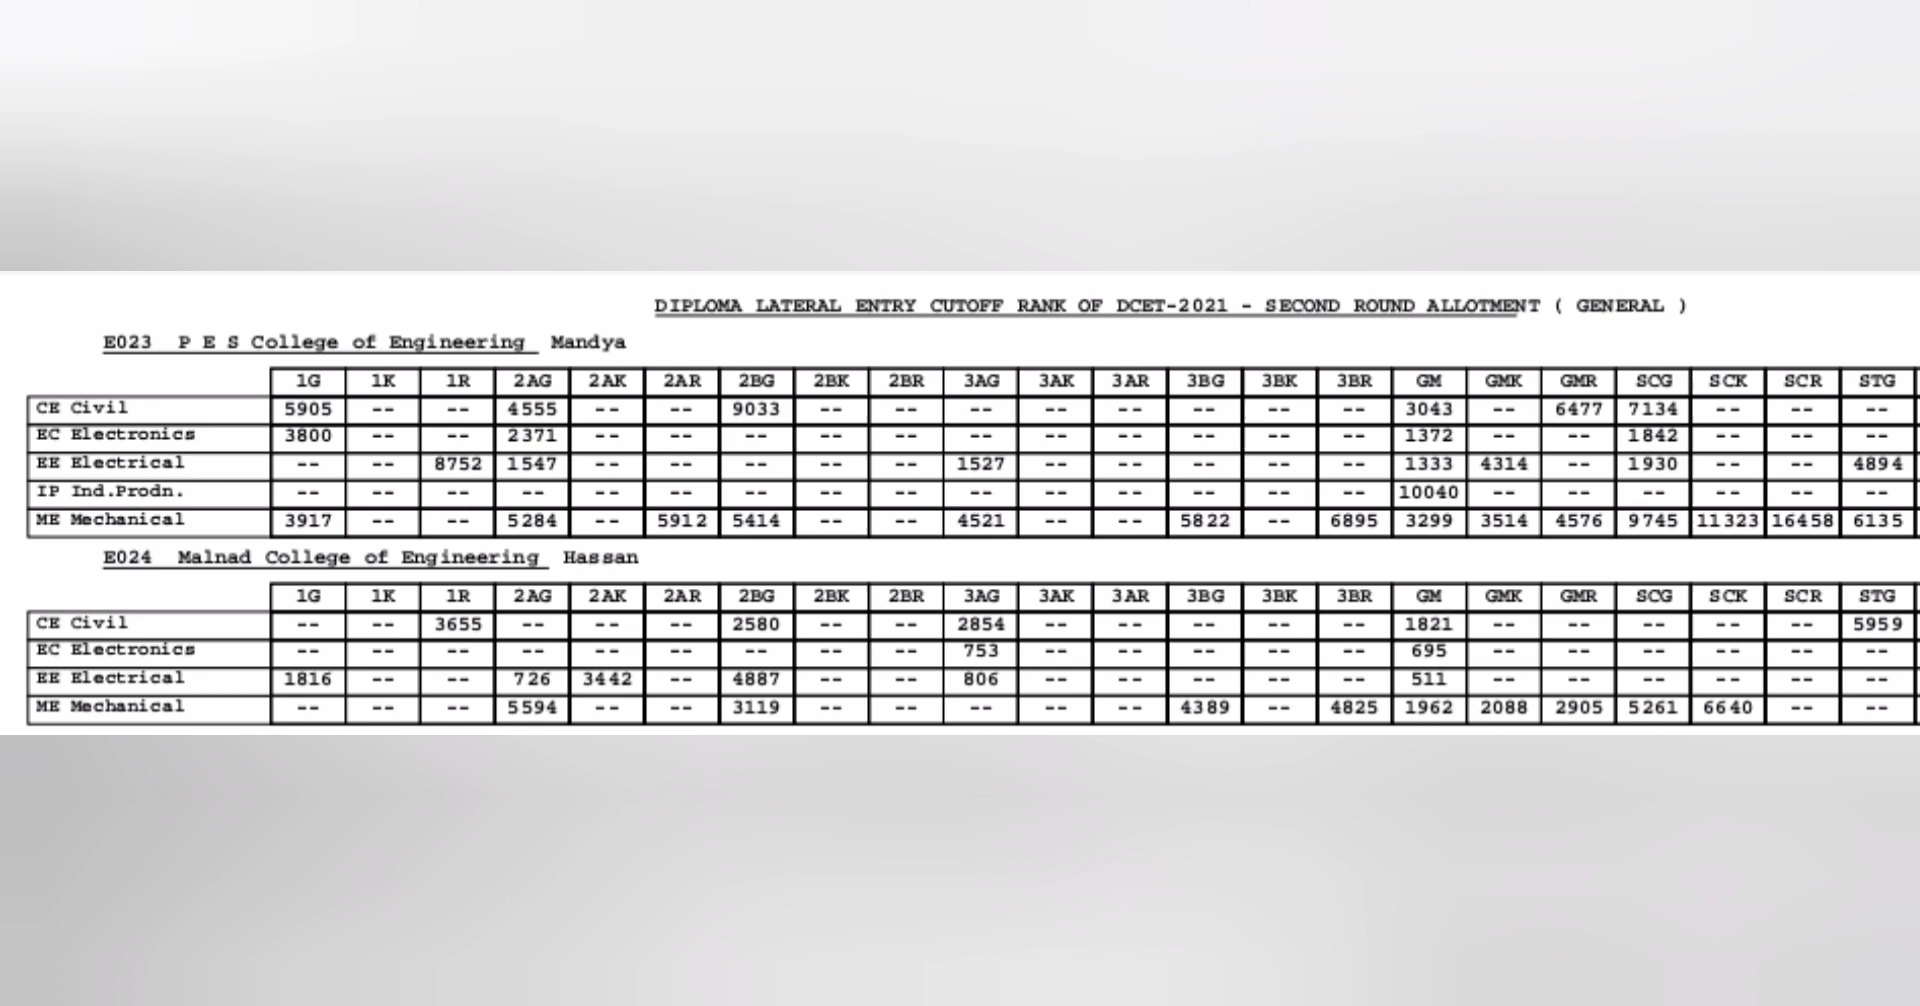 DIPLOMA LATERAL ENTRY CUTOFF RANK OF DCET-2021 - SECOND ROUND ALLOTMENT ( GENERAL )
E023 P E S College of Engineering Mandya
1G 1K 1R 2AG 2AK 2AR 2BG 2BK 2BR 3AG 3AK 3AR 3BG 3BK 3BR GM GMK GMR SCG SCK SCR STG
CE Civil 5905 -- -- 4555 -- -- 9033 -- -- -- -- -- -- -- -- 3043 -- 6477 7134 -- -- --
EC Electronics 3800 -- -- 2371 -- -- -- -- -- -- -- -- -- -- -- 1372 -- -- 1842 -- -- --
EE Electrical -- -- 8752 1547 -- -- -- -- -- 1527 -- -- -- -- -- 1333 4314 -- 1930 -- -- 4894
IP Ind.Prodn. -- -- -- -- -- -- -- -- -- -- -- -- -- -- -- 10040 -- -- -- -- -- --
ME Mechanical 3917 -- -- 5284 -- 5912 5414 -- -- 4521 -- -- 5822 -- 6895 3299 3514 4576 9745 11323 16458 6135
E024 Malnad College of Engineering Hassan
1G 1K 1R 2AG 2AK 2AR 2BG 2BK 2BR 3AG 3AK 3AR 3BG 3BK 3BR GM GMK GMR SCG SCK SCR STG
CE Civil -- -- 3655 -- -- -- 2580 -- -- 2854 -- -- -- -- -- 1821 -- -- -- -- -- 5959
EC Electronics -- -- -- -- -- -- -- -- -- 753 -- -- -- -- -- 695 -- -- -- -- -- --
EE Electrical 1816 -- -- 726 3442 -- 4887 -- -- 806 -- -- -- -- -- 511 -- -- -- -- -- --
ME Mechanical -- -- -- 5594 -- -- 3119 -- -- -- -- -- 4389 -- 4825 1962 2088 2905 5261 6640 -- --